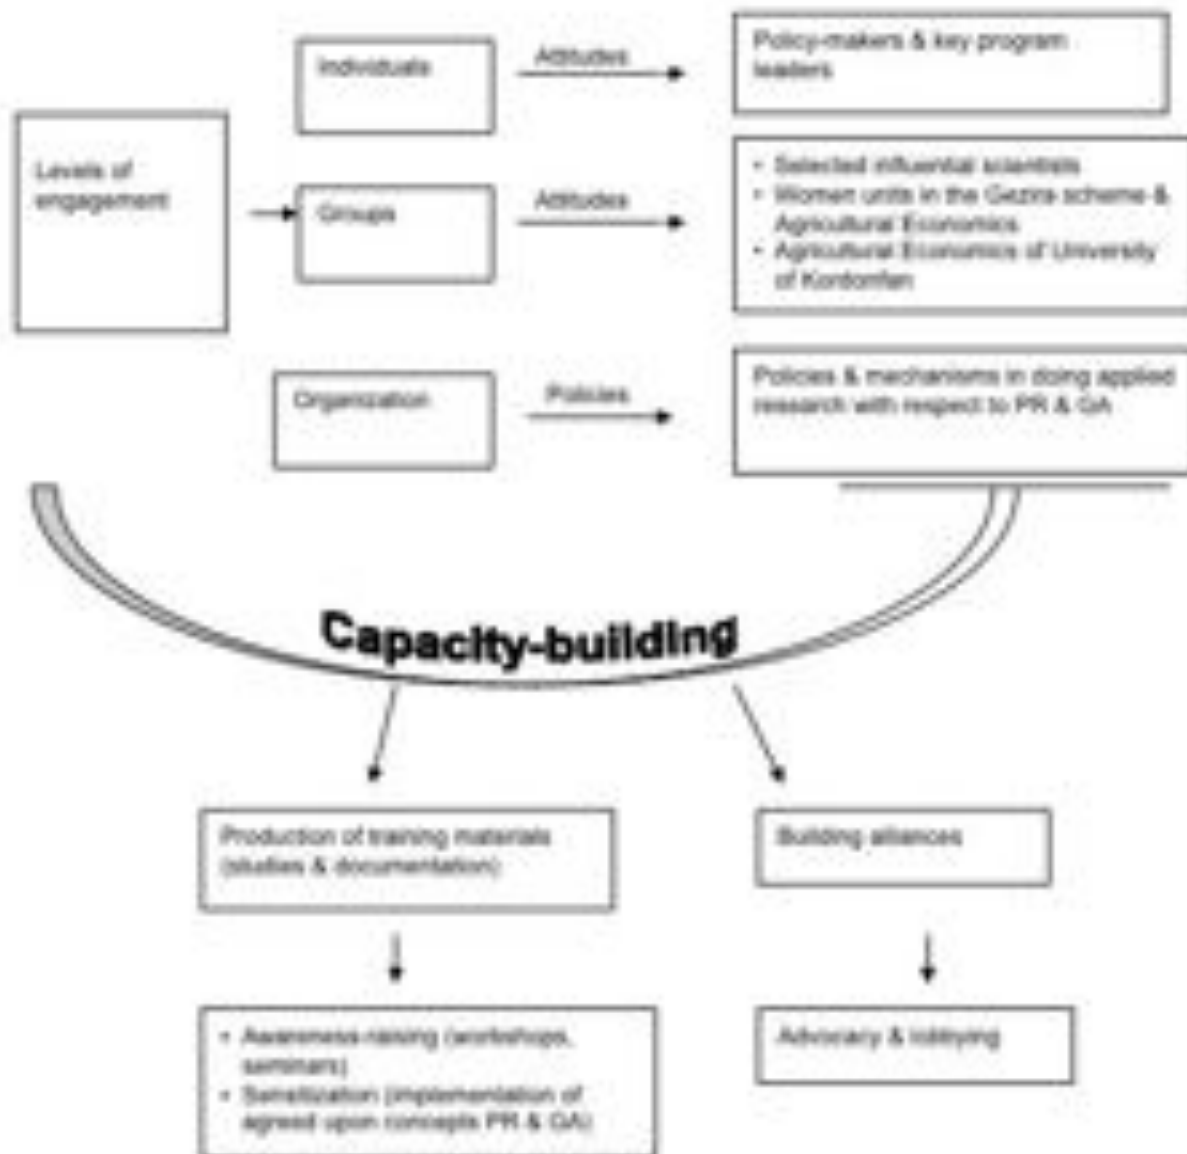 Individuals
Attitudes
Policy-makers & key program
leaders
Levels of
engagement
Groups
Attitudes
• Selected influential scientists
• Women units in the Gezira scheme &
Agricultural Economics
• Agricultural Economics of University
of Kordonfan
Organization
Policies
Policies & mechanisms in doing applied
research with respect to PR & GA
Capacity-building
Production of training materials
(studies & documentation)
Building alliances
• Awareness-raising (workshops,
seminars)
• Sensitization (implementation of
agreed upon concepts PR & GA)
Advocacy & lobbying